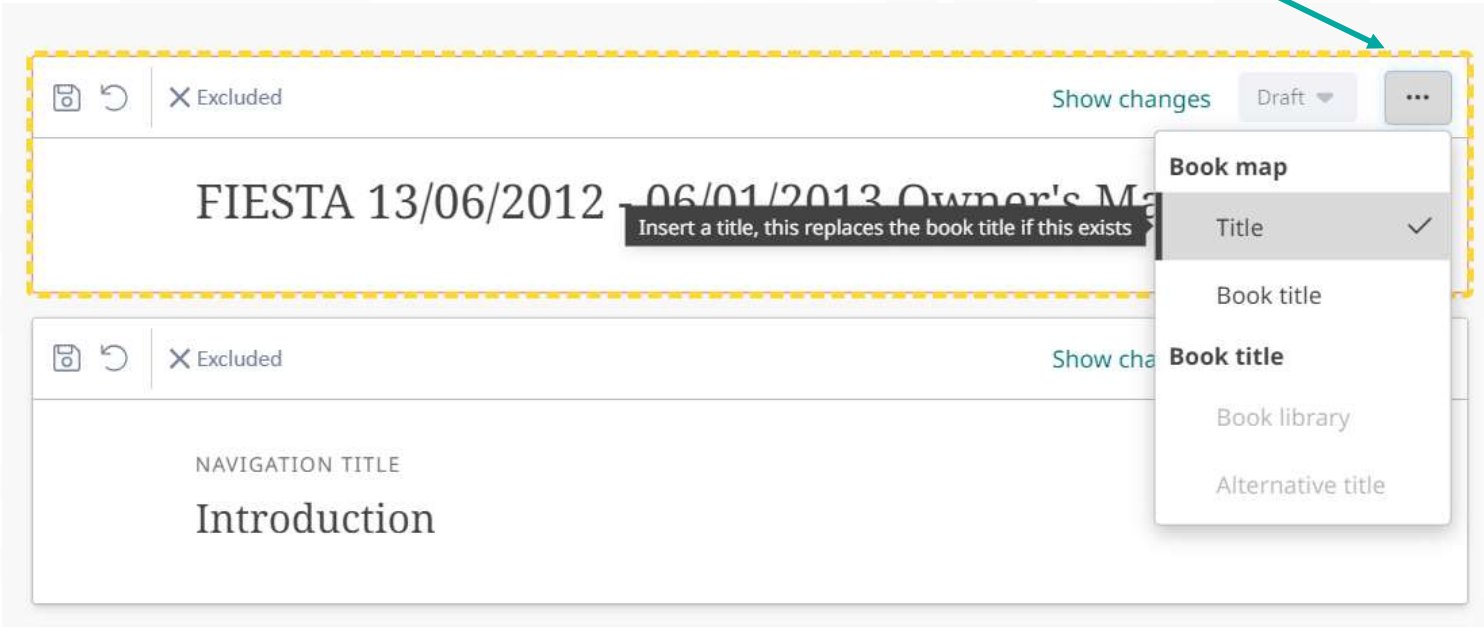 Excluded
Show changes
Draft
...
FIESTA 13/06/2012 - 06/01/2013 Owner's Ma
Insert a title, this replaces the book title if this exists
Book map
Title
Book title
Book title
Book library
Alternative title
Excluded
Show cha
NAVIGATION TITLE
Introduction